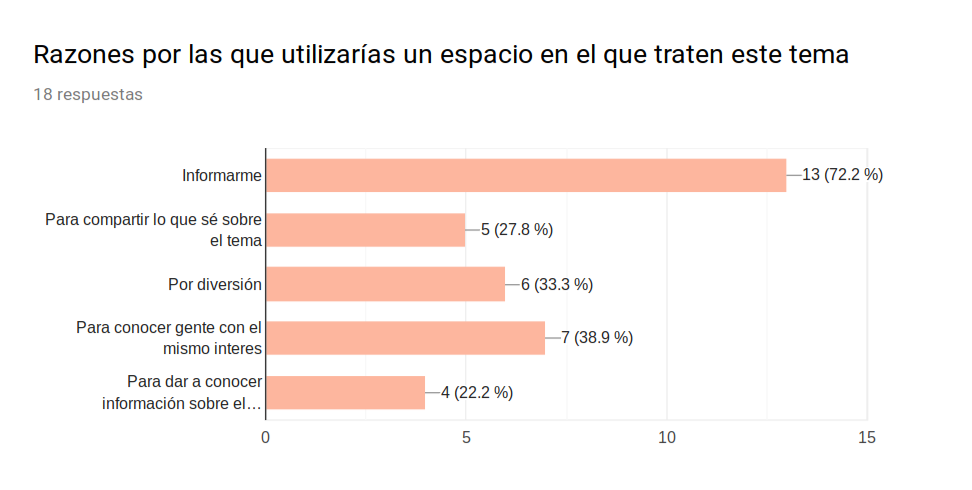 Razones por las que utilizarías un espacio en el que traten este tema
18 respuestas
Informarme
13 (72.2 %)
Para compartir lo que sé sobre
el tema
5 (27.8 %)
Por diversión
6 (33.3 %)
Para conocer gente con el
mismo interes
7 (38.9 %)
Para dar a conocer
información sobre el…
4 (22.2 %)
0 5 10 15